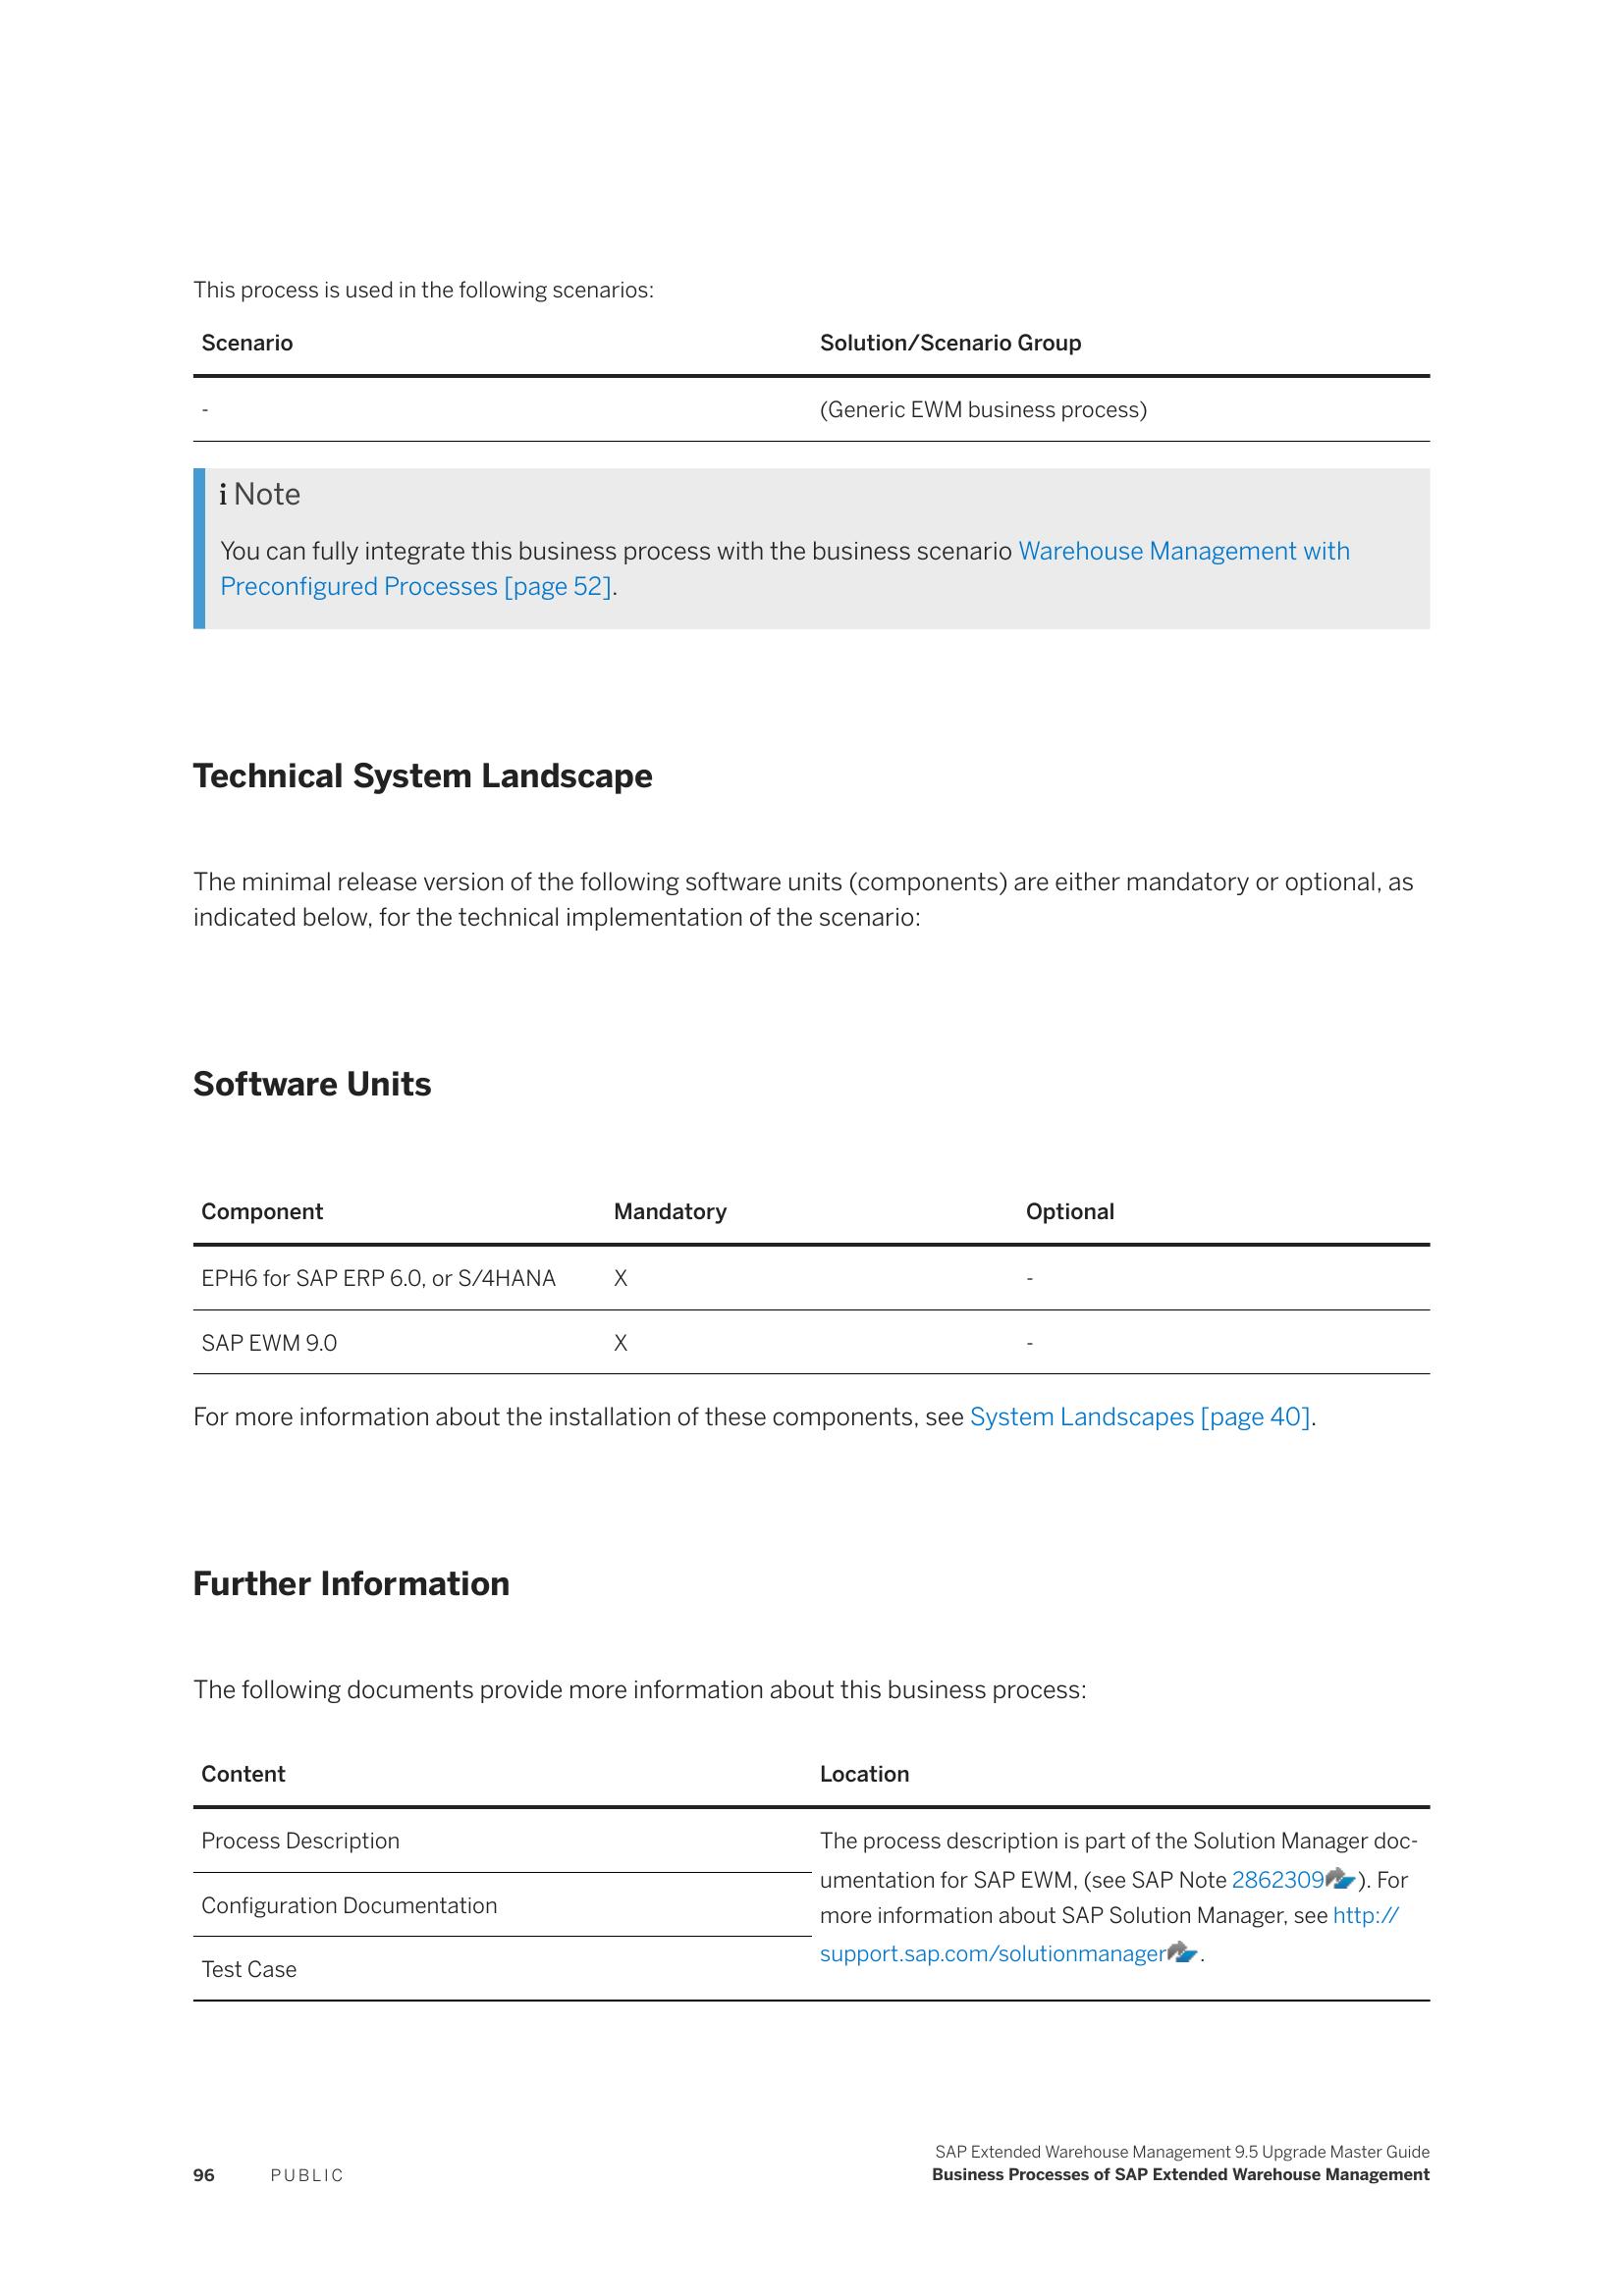 This process is used in the following scenarios:
Scenario Solution/Scenario Group
- (Generic EWM business process)
i Note
You can fully integrate this business process with the business scenario Warehouse Management with
Preconfigured Processes [page 52].
Technical System Landscape
The minimal release version of the following software units (components) are either mandatory or optional, as
indicated below, for the technical implementation of the scenario:
Software Units
Component Mandatory Optional
EPH6 for SAP ERP 6.0, or S/4HANA X -
SAP EWM 9.0 X -
For more information about the installation of these components, see System Landscapes [page 40].
Further Information
The following documents provide more information about this business process:
Content Location
Process Description
Configuration Documentation
Test Case
The process description is part of the Solution Manager doc-
umentation for SAP EWM, (see SAP Note 2862309). For
more information about SAP Solution Manager, see http://
support.sap.com/solutionmanager.
SAP Extended Warehouse Management 9.5 Upgrade Master Guide
96 PUBLIC Business Processes of SAP Extended Warehouse Management